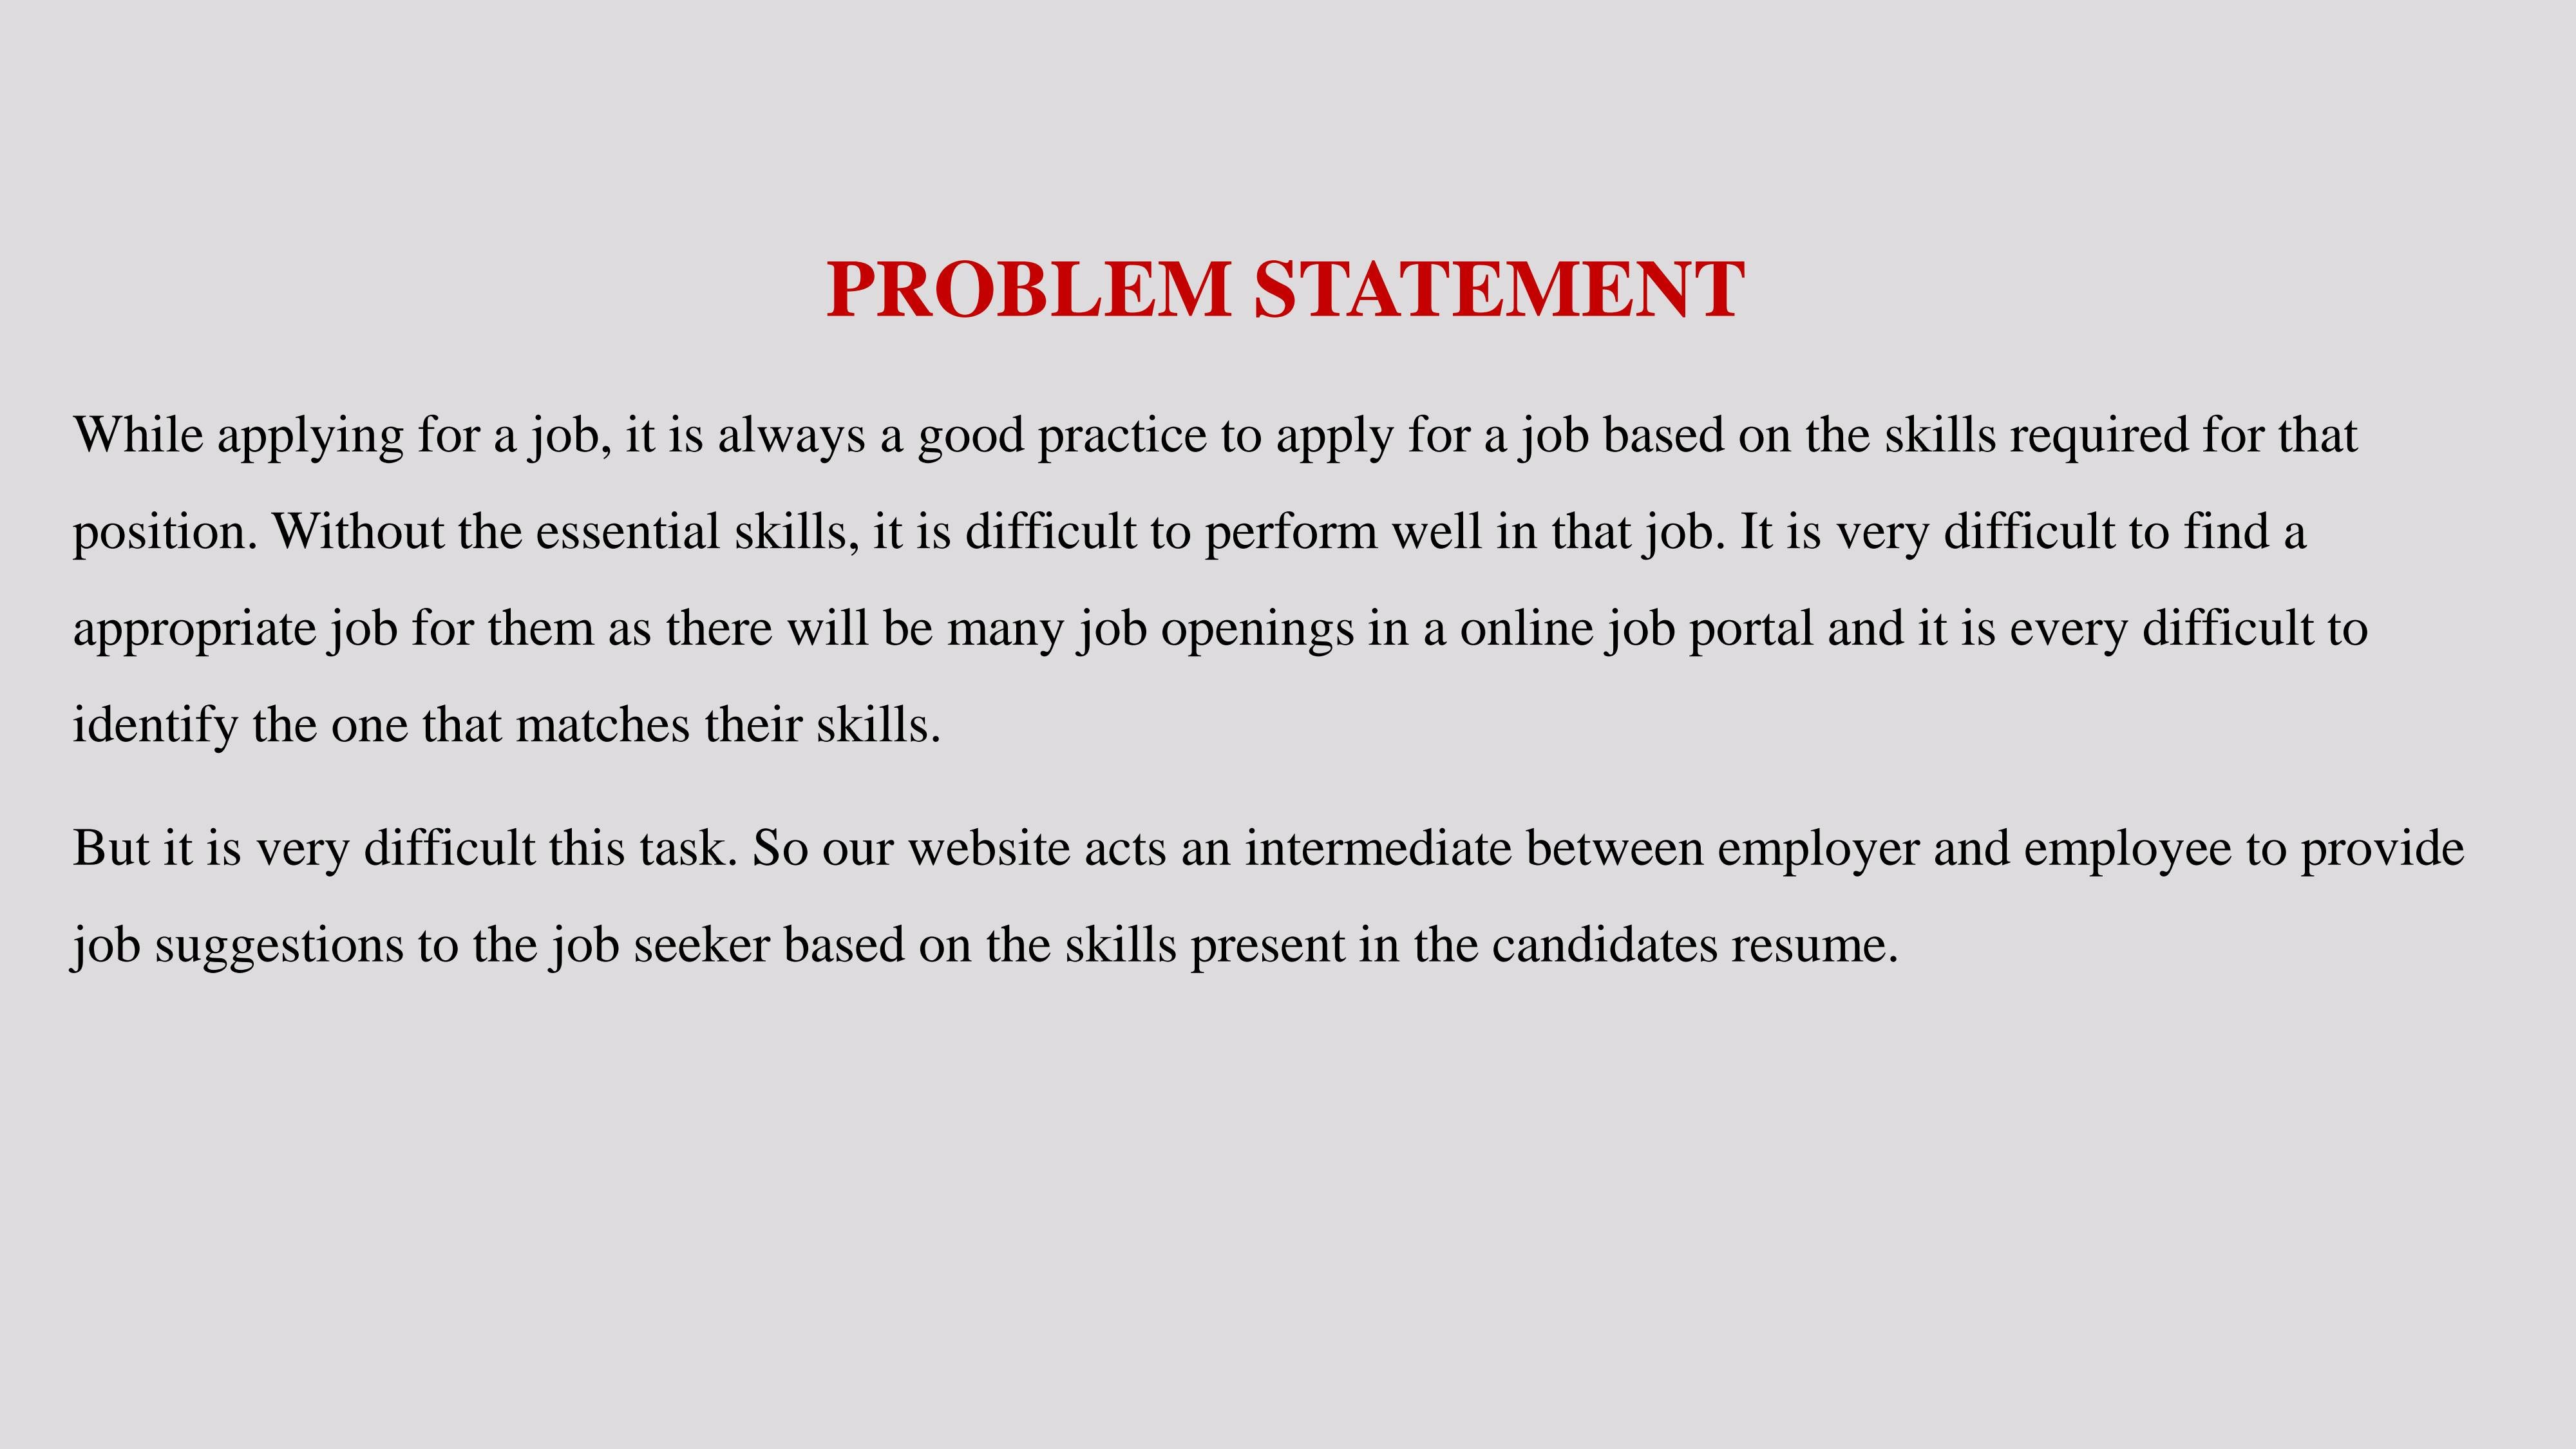 PROBLEM STATEMENT
While applying for a job, it is always a good practice to apply for a job based on the skills required for that
position. Without the essential skills, it is difficult to perform well in that job. It is very difficult to find a
appropriate job for them as there will be many job openings in a online job portal and it is every difficult to
identify the one that matches their skills.
But it is very difficult this task. So our website acts an intermediate between employer and employee to provide
job suggestions to the job seeker based on the skills present in the candidates resume.